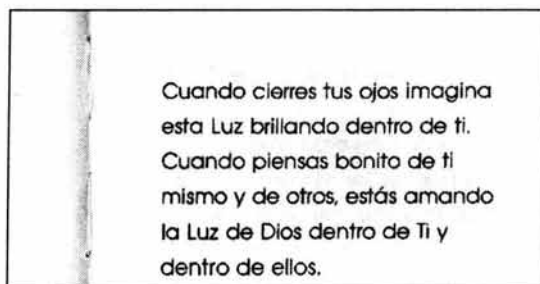 Cuando cierres tus ojos imagina
esta Luz brillando dentro de ti.
Cuando piensas bonito de ti
mismo y de otros, estás amando
la Luz de Dios dentro de Ti y
dentro de ellos.